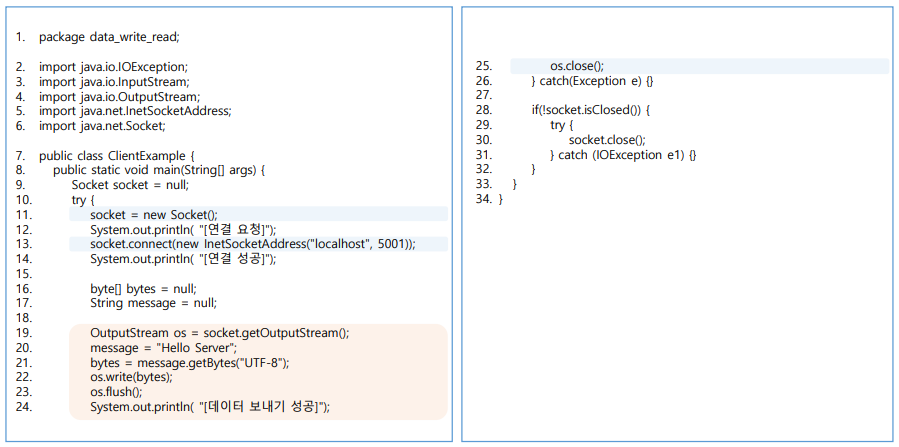 1. package data_write_read;
2. import java.io.IOException;
3. import java.io.InputStream;
4. import java.io.OutputStream;
5. import java.net.InetSocketAddress;
6. import java.net.Socket;
7. public class ClientExample {
8. public static void main(String[] args) {
9. Socket socket = null;
10. try {
11. socket = new Socket();
12. System.out.println( "[연결 요청]");
13. socket.connect(new InetSocketAddress("localhost", 5001));
14. System.out.println( "[연결 성공]");
15.
16. byte[] bytes = null;
17. String message = null;
18.
19. OutputStream os = socket.getOutputStream();
20. message = "Hello Server";
21. bytes = message.getBytes("UTF-8");
22. os.write(bytes);
23. os.flush();
24. System.out.println( "[데이터 보내기 성공]");
25. os.close();
26. } catch(Exception e) {}
27.
28. if(!socket.isClosed()) {
29. try {
30. socket.close();
31. } catch (IOException e1) {}
32. }
33. }
34. }